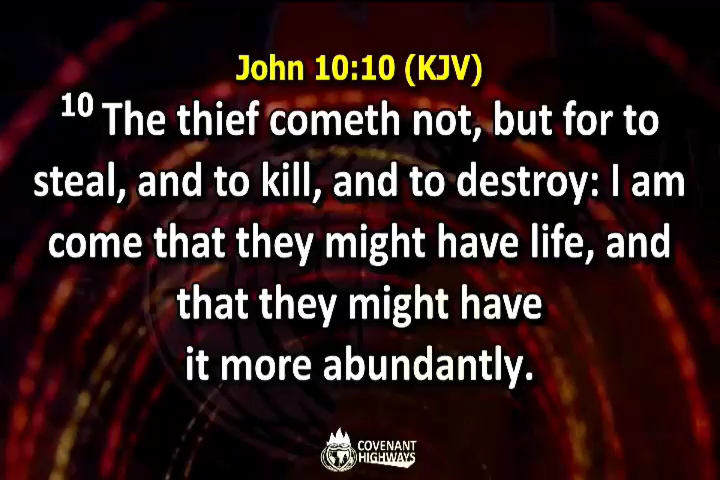 John 10:10 (KJV)
10 The thief cometh not, but for to
steal, and to kill, and to destroy: I am
come that they might have life, and
that they might have
it more abundantly.
COVENANT
HIGHWAYS